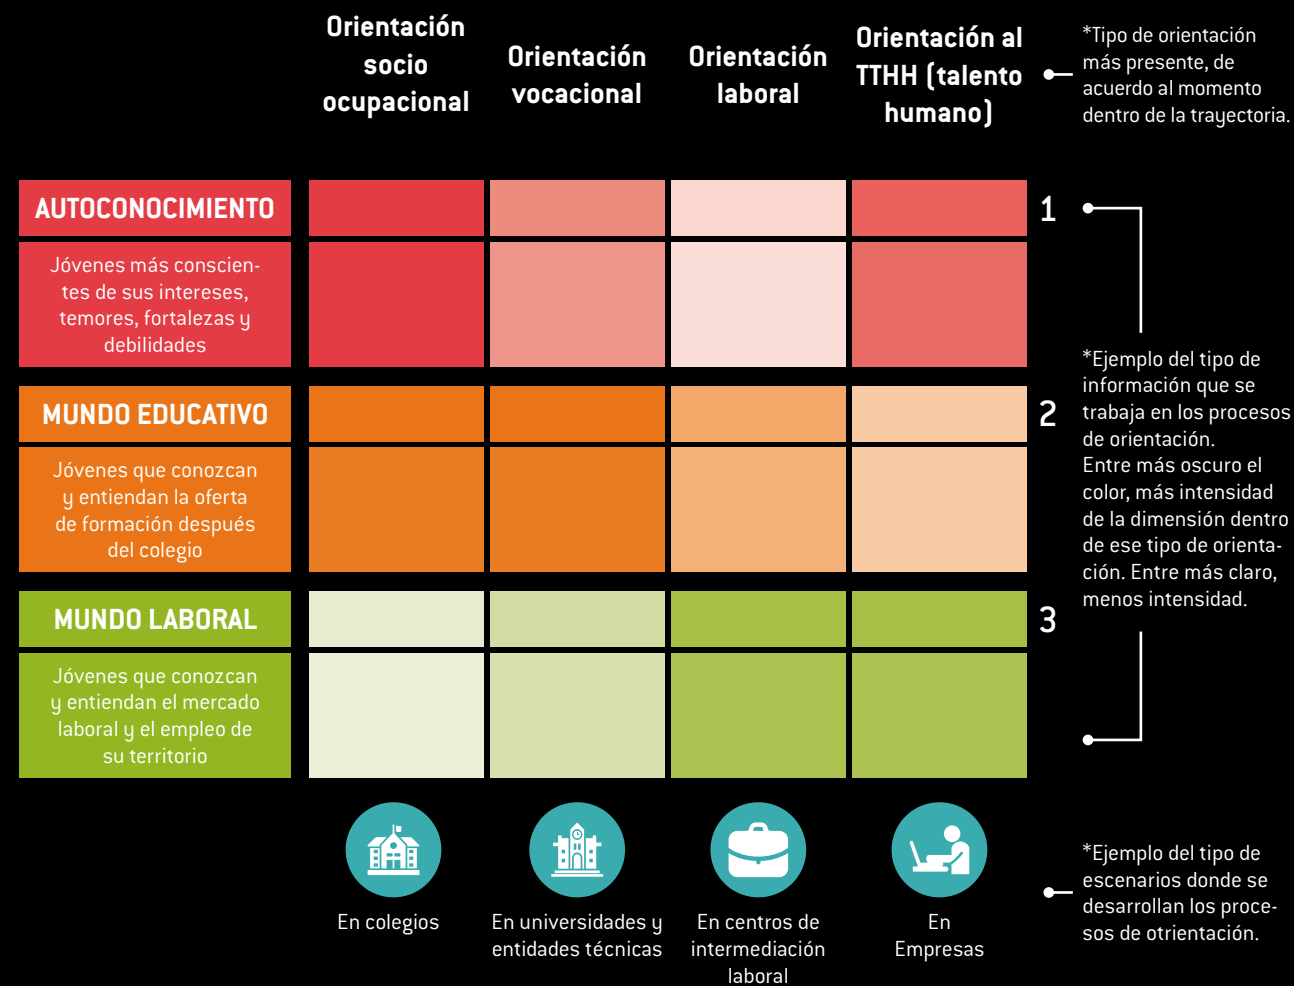 Orientación
socio
ocupacional
Orientación
vocacional
Orientación
laboral
Orientación al
TTHH (talento
humano)
*Tipo de orientación
más presente, de
acuerdo al momento
dentro de la trayectoria.
AUTOCONOCIMIENTO
1
Jóvenes más conscien-
tes de sus intereses,
temores, fortalezas y
debilidades
MUNDO EDUCATIVO
2
Jóvenes que conozcan
y entiendan la oferta
de formación después
del colegio
MUNDO LABORAL
3
Jóvenes que conozcan
y entiendan el mercado
laboral y el empleo de
su territorio
*Ejemplo del tipo de
información que se
trabaja en los procesos
de orientación.
Entre más oscuro el
color, más intensidad
de la dimensión dentro
de ese tipo de orienta-
ción. Entre más claro,
menos intensidad.
En colegios
En universidades y
entidades técnicas
En centros de
intermediación
laboral
En
Empresas
*Ejemplo del tipo de
escenarios donde se
desarrollan los proce-
sos de otrientación.